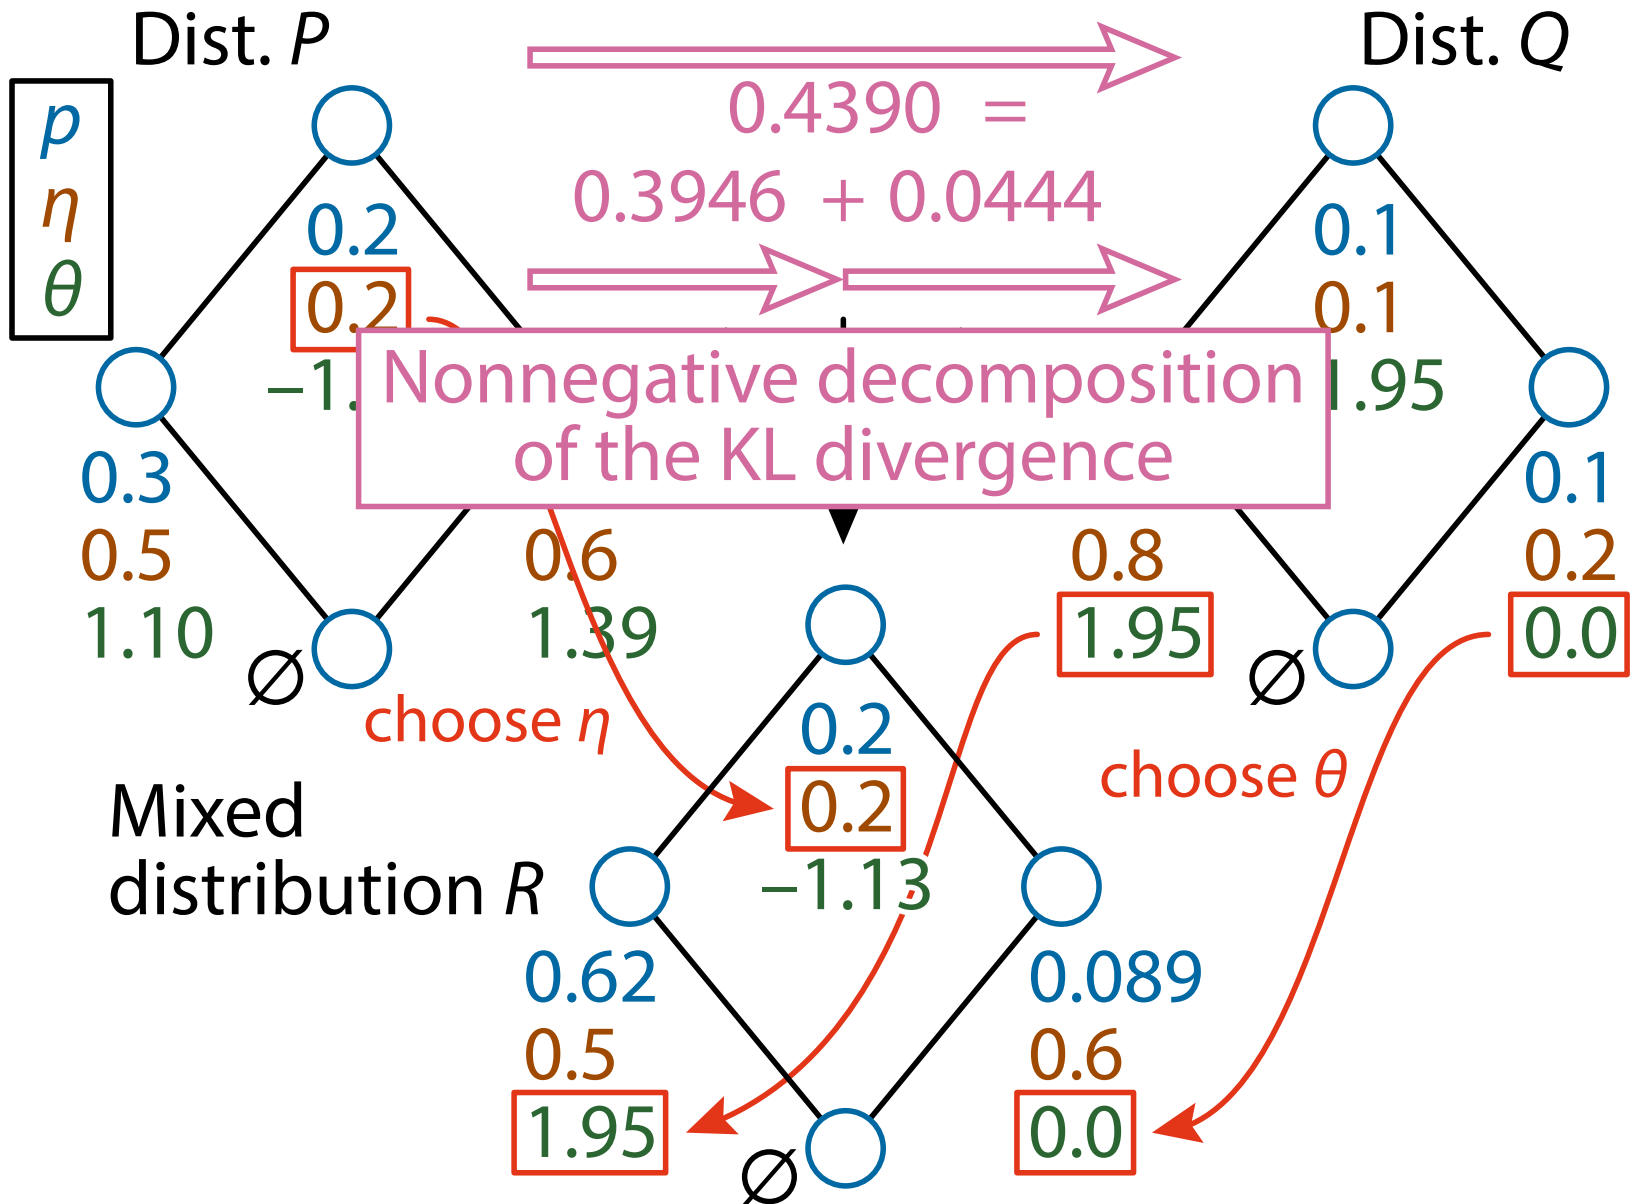 Dist. P
Dist. Q
p
η
θ
0.4390 =
0.3946 + 0.0444
0.2
0.2
–1.
0.1
0.1
1.95
Nonnegative decomposition
of the KL divergence
0.3
0.5
1.10
0.6
1.39
0.8
1.95
0.1
0.2
0.0
Ø
Ø
choose η
choose θ
Mixed
distribution R
0.2
0.2
–1.13
0.62
0.5
1.95
0.089
0.6
0.0
Ø